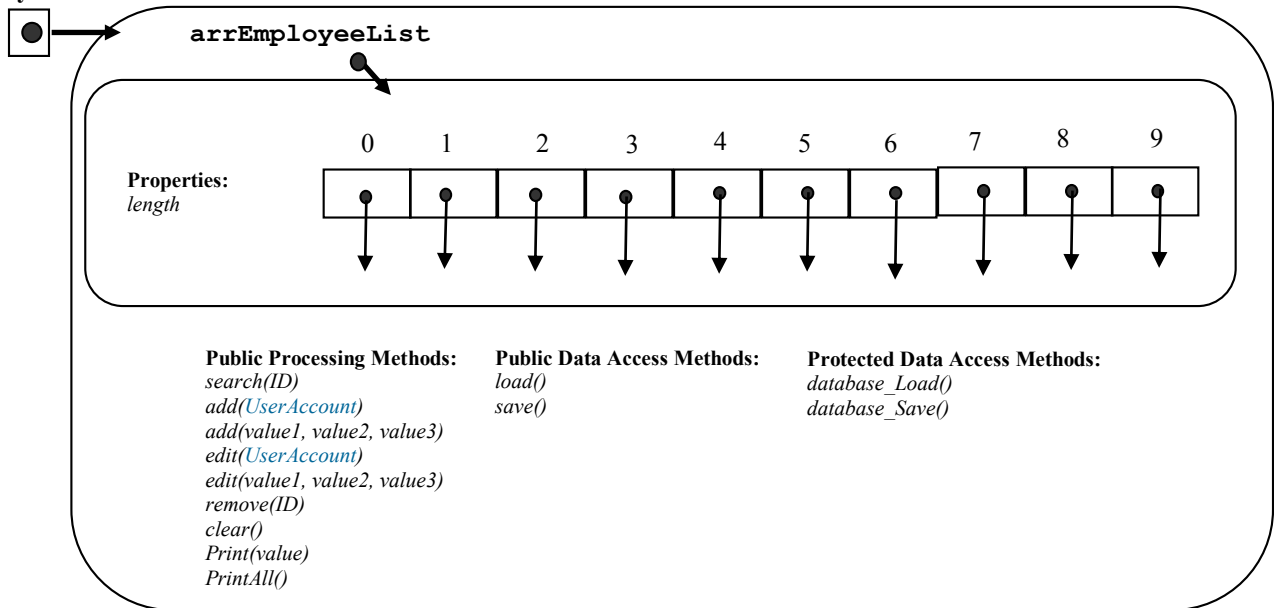 arrEmployeeList
0 1 2 3 4 5 6 7 8 9
Properties:
length
Public Processing Methods:
search(ID)
add(UserAccount)
add(value1, value2, value3)
edit(UserAccount)
edit(value1, value2, value3)
remove(ID)
clear()
Print(value)
PrintAll()
Public Data Access Methods:
load()
save()
Protected Data Access Methods:
database_Load()
database_Save()